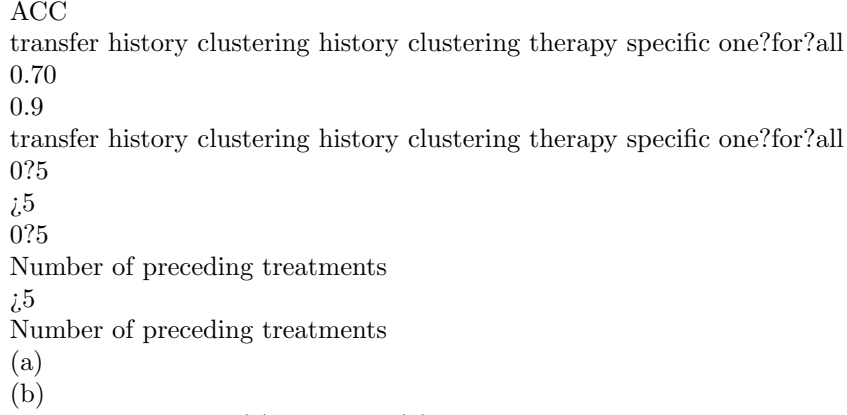 ACC
transfer history clustering history clustering therapy specific one?for?all
0.70
0.9
transfer history clustering history clustering therapy specific one?for?all
0?5
¿5
0?5
Number of preceding treatments
¿5
Number of preceding treatments
(a)
(b)